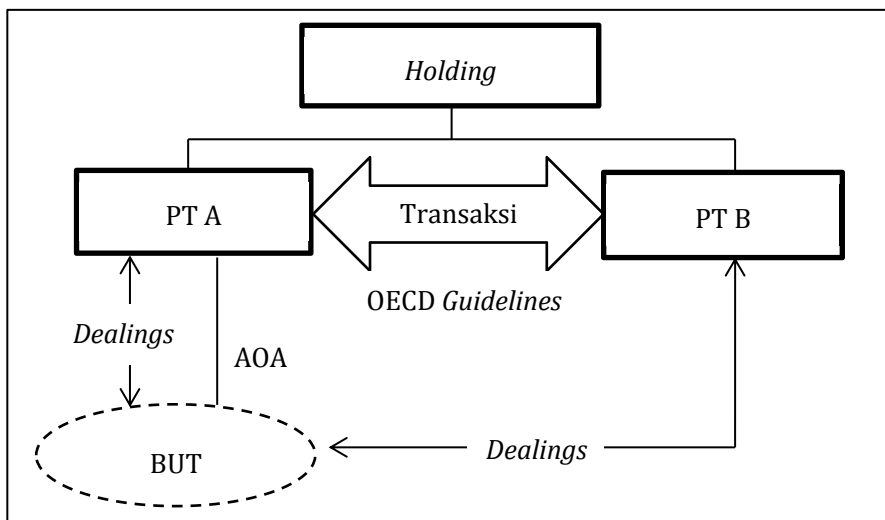 Holding
PT A
Transaksi
PT B
OECD Guidelines
Dealings
AOA
BUT
Dealings